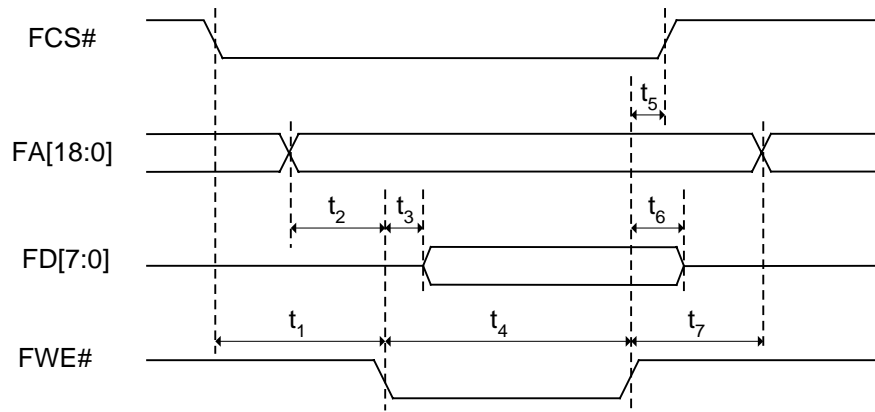 FCS#
t5
FA[18:0]
t2 t3 t6
FD[7:0]
t1 t4 t7
FWE#